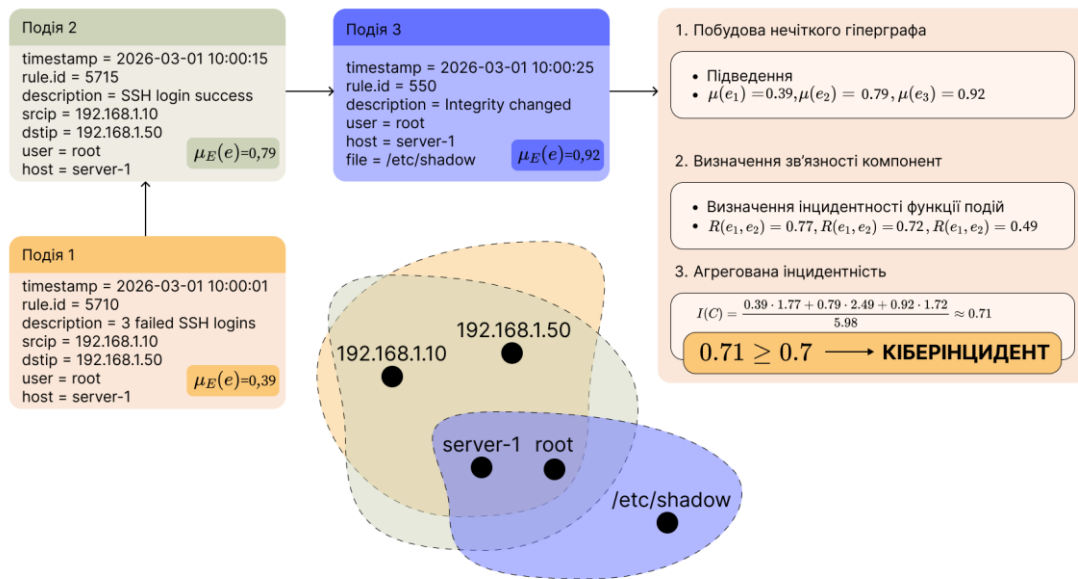 Подія 2
timestamp = 2026-03-01 10:00:15
rule.id = 5715
description = SSH login success
srcip = 192.168.1.10
dstip = 192.168.1.50
user = root
host = server-1
μ_E(e)=0,79
Подія 3
timestamp = 2026-03-01 10:00:25
rule.id = 550
description = Integrity changed
user = root
host = server-1
file = /etc/shadow
μ_E(e)=0,92
Подія 1
timestamp = 2026-03-01 10:00:01
rule.id = 5710
description = 3 failed SSH logins
srcip = 192.168.1.10
dstip = 192.168.1.50
user = root
host = server-1
μ_E(e)=0,39
192.168.1.50
192.168.1.10
server-1 root
/etc/shadow
1. Побудова нечіткого гіперграфа
• Підведення
• μ(e₁) =0.39,μ(e₂) = 0.79, μ(e₃) = 0.92
2. Визначення зв'язності компонент
• Визначення інцидентності функції подій
• R(e₁,e₂) = 0.77, R(e₁,e₂) = 0.72, R(e₁,e₂) = 0.49
3. Агрегована інцидентність
I(C) = (0.39 · 1.77 + 0.79 · 2.49 + 0.92 · 1.72) / 5.98 ≈ 0.71
0.71 ≥ 0.7 → КІБЕРІНЦИДЕНТ